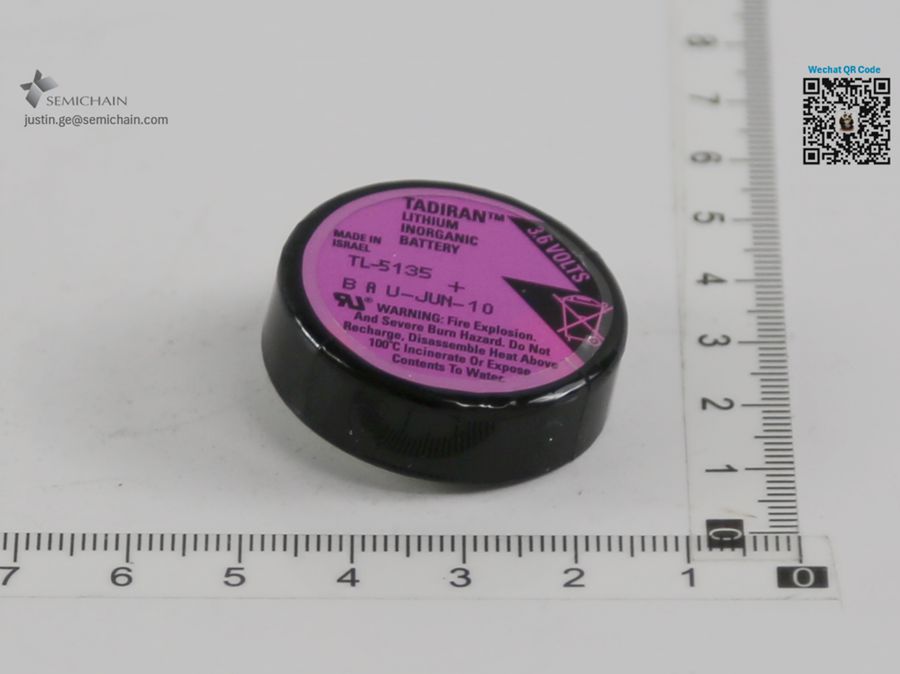 SEMICHAIN
justin.ge@semichain.com
Wechat QR Code
TADIRAN™
LITHIUM
INORGANIC
BATTERY
3.6 VOLTS
MADE IN
ISRAEL
TL-5135
+
B A U-JUN-10
WARNING: Fire Explosion.
And Severe Burn Hazard. Do Not
Recharge, Disassemble Heat Above
100°C Incinerate Or Expose
Contents To Water.
8
7
6
5
4
3
2
1
C
7 6 5 4 3 2 1 0